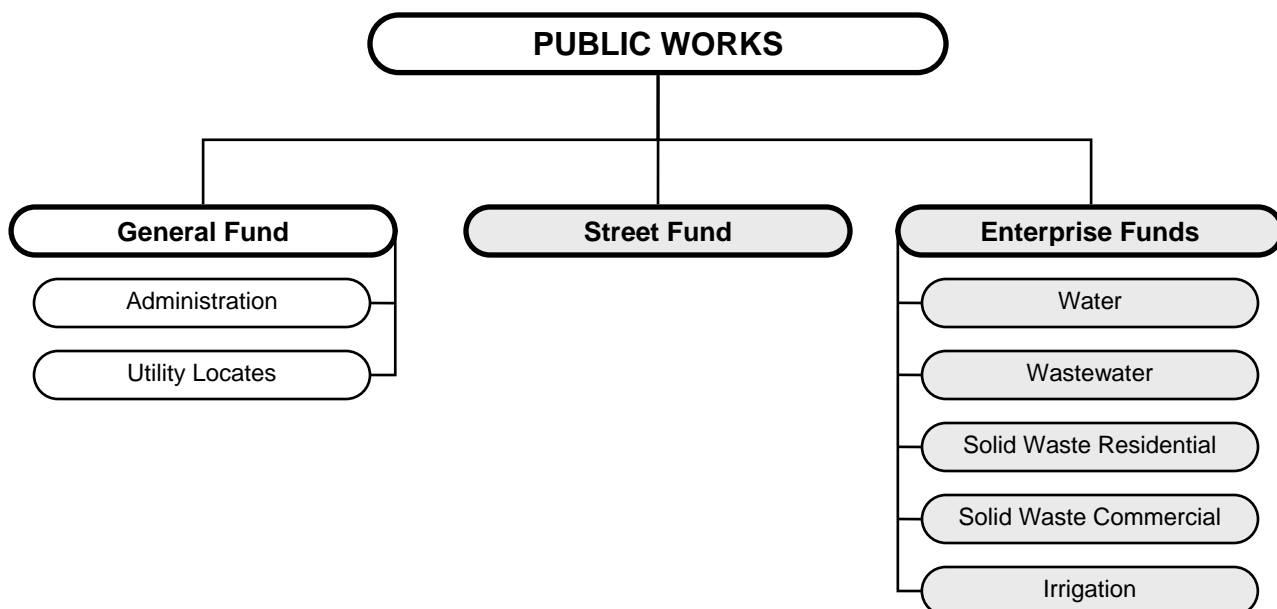 PUBLIC WORKS
General Fund
Street Fund
Enterprise Funds
Administration
Utility Locates
Water
Wastewater
Solid Waste Residential
Solid Waste Commercial
Irrigation